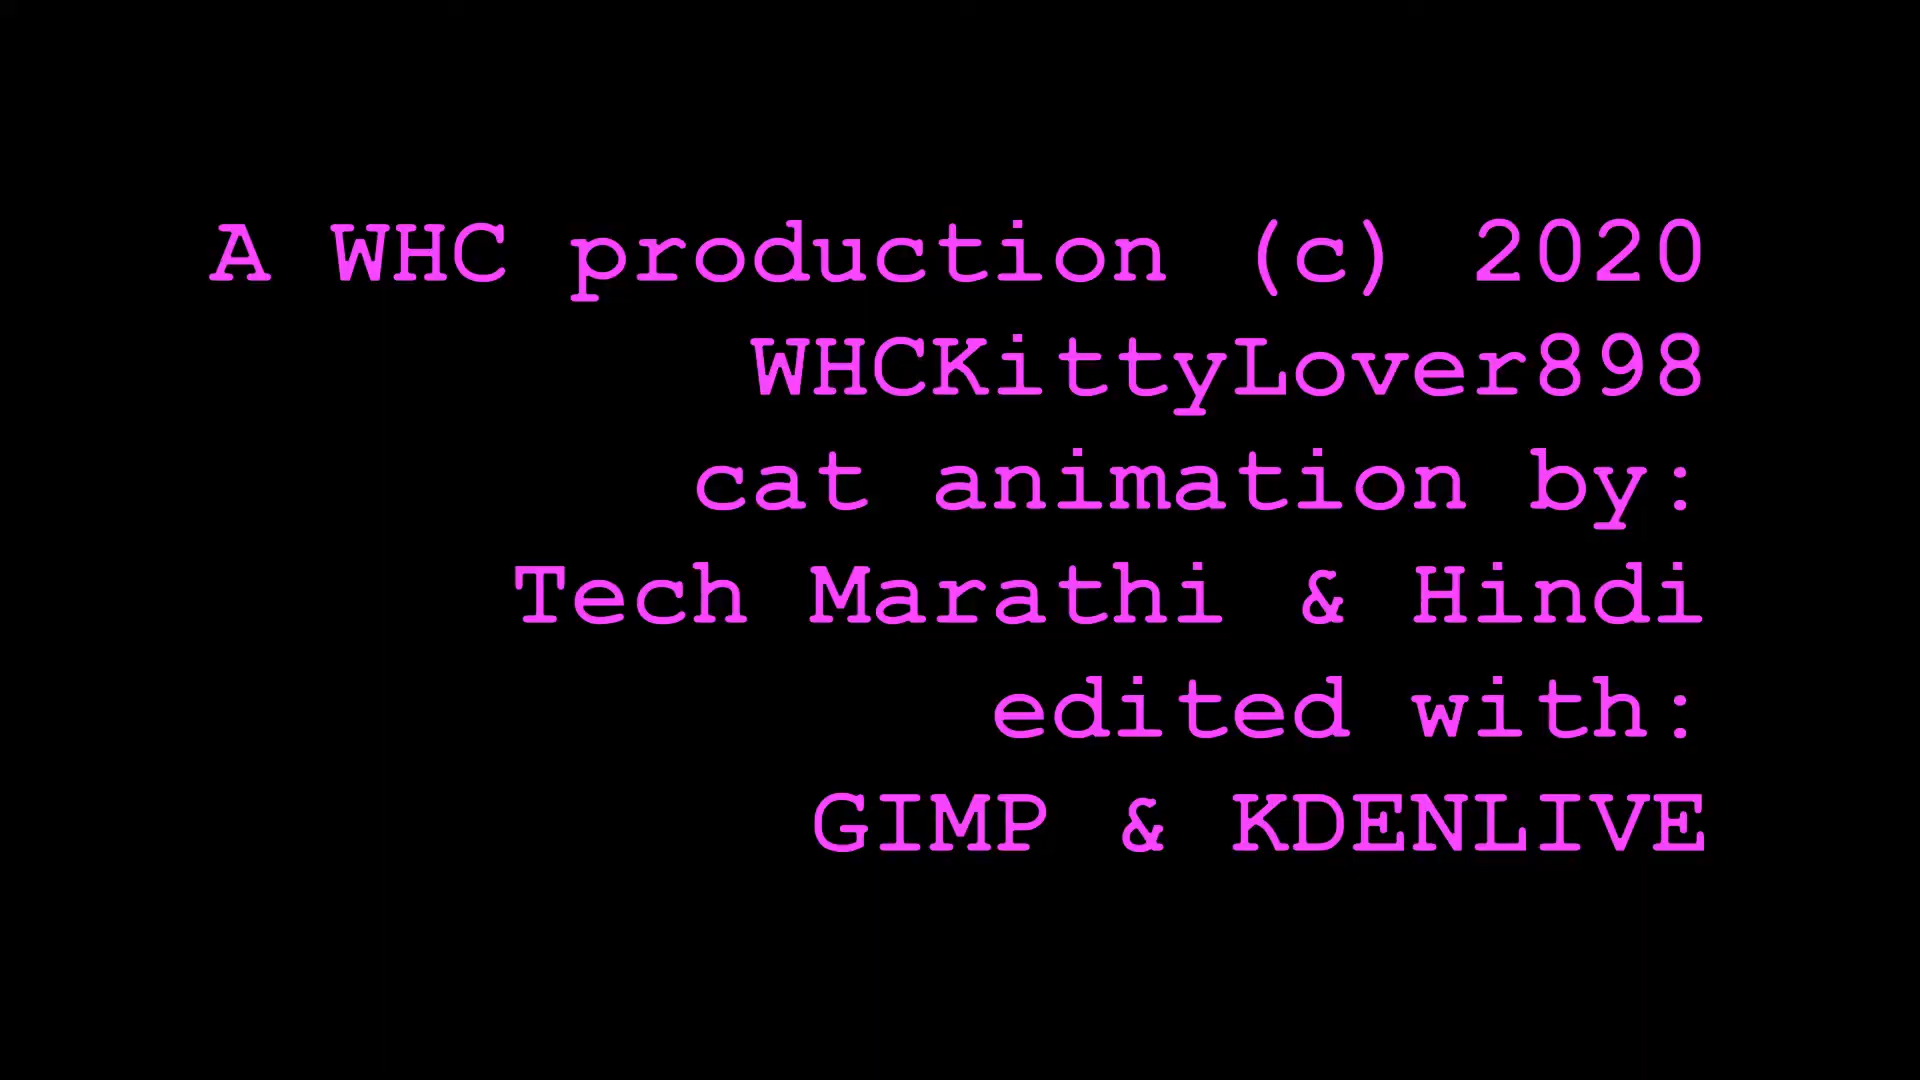 A WHC production (c) 2020
WHCKittyLover898
cat animation by:
Tech Marathi & Hindi
edited with:
GIMP & KDENLIVE